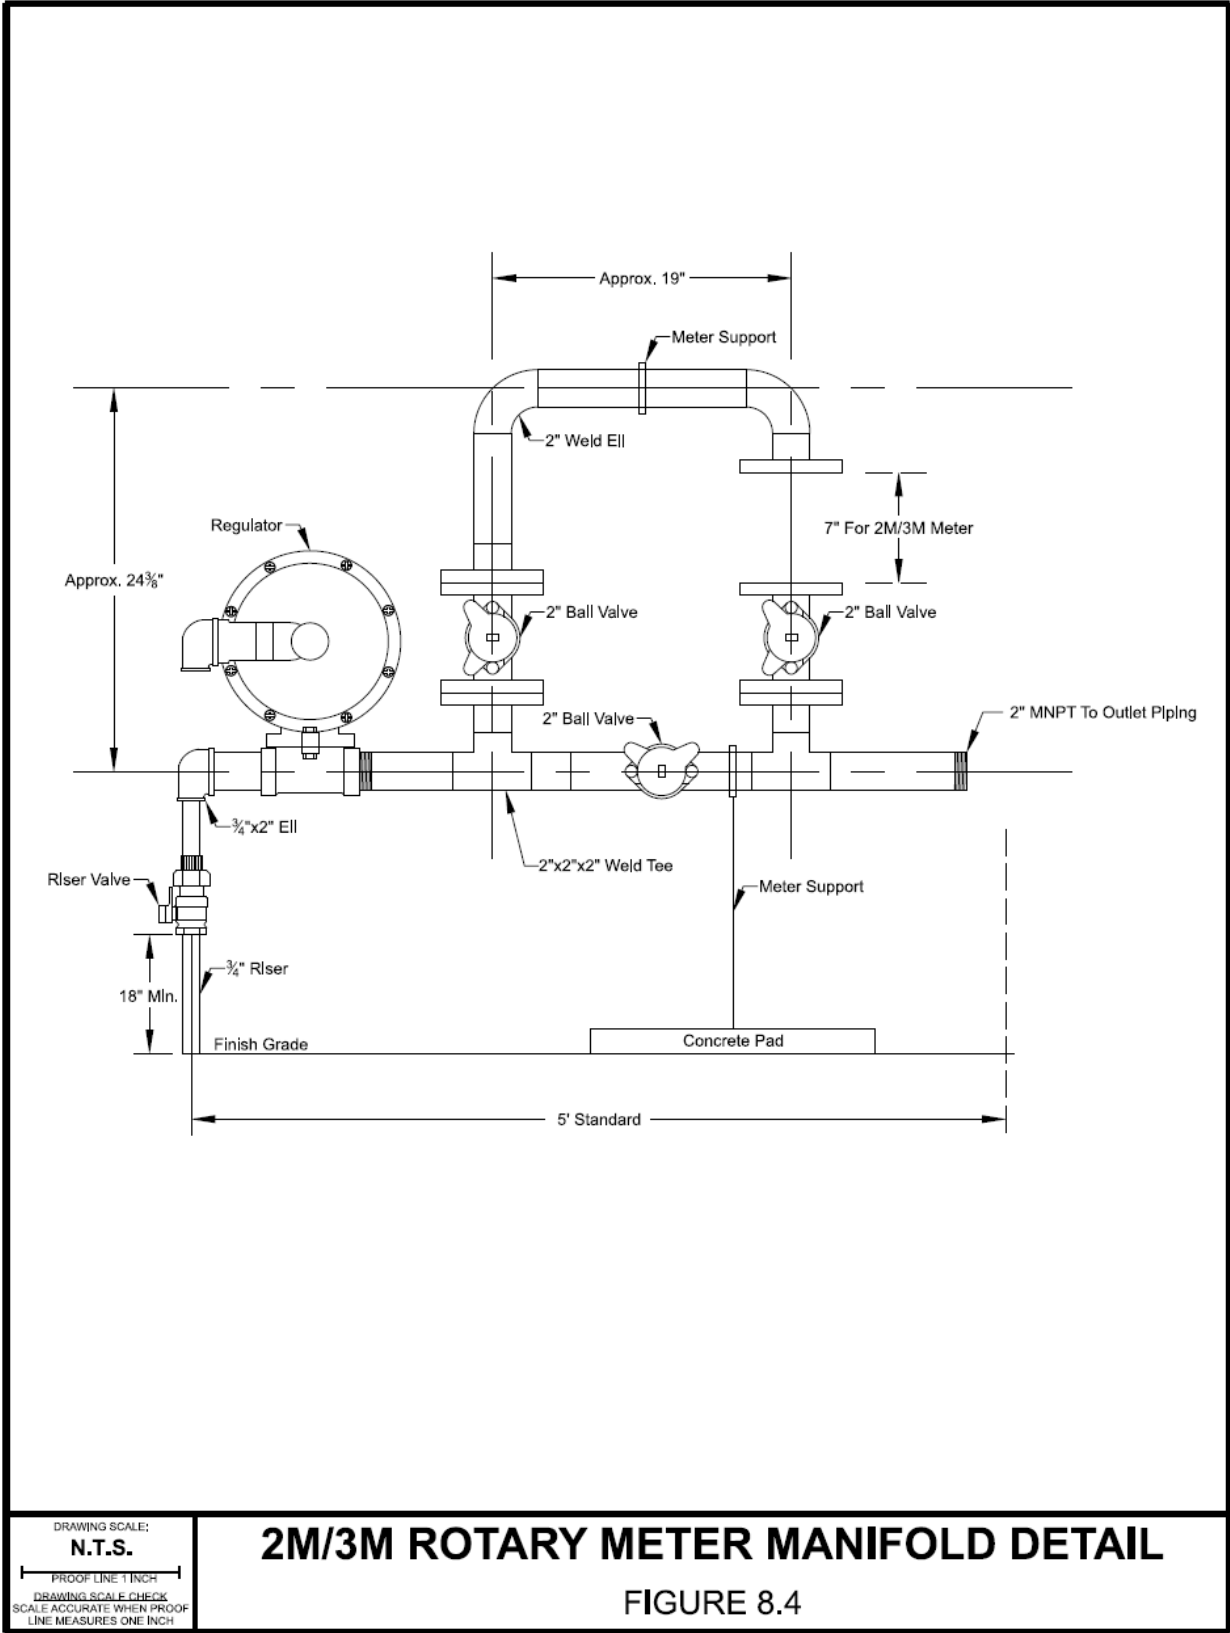 Approx. 19"
Meter Support
2" Weld Ell
7" For 2M/3M Meter
Regulator
Approx. 24⅜"
2" Ball Valve
2" Ball Valve
2" Ball Valve
2" MNPT To Outlet Piping
¾"x2" Ell
2"x2"x2" Weld Tee
Riser Valve
Meter Support
¾" Riser
18" Min.
Finish Grade
Concrete Pad
5' Standard
DRAWING SCALE:
N.T.S.
PROOF LINE 1 INCH
DRAWING SCALE CHECK
SCALE ACCURATE WHEN PROOF
LINE MEASURES ONE INCH
2M/3M ROTARY METER MANIFOLD DETAIL
FIGURE 8.4